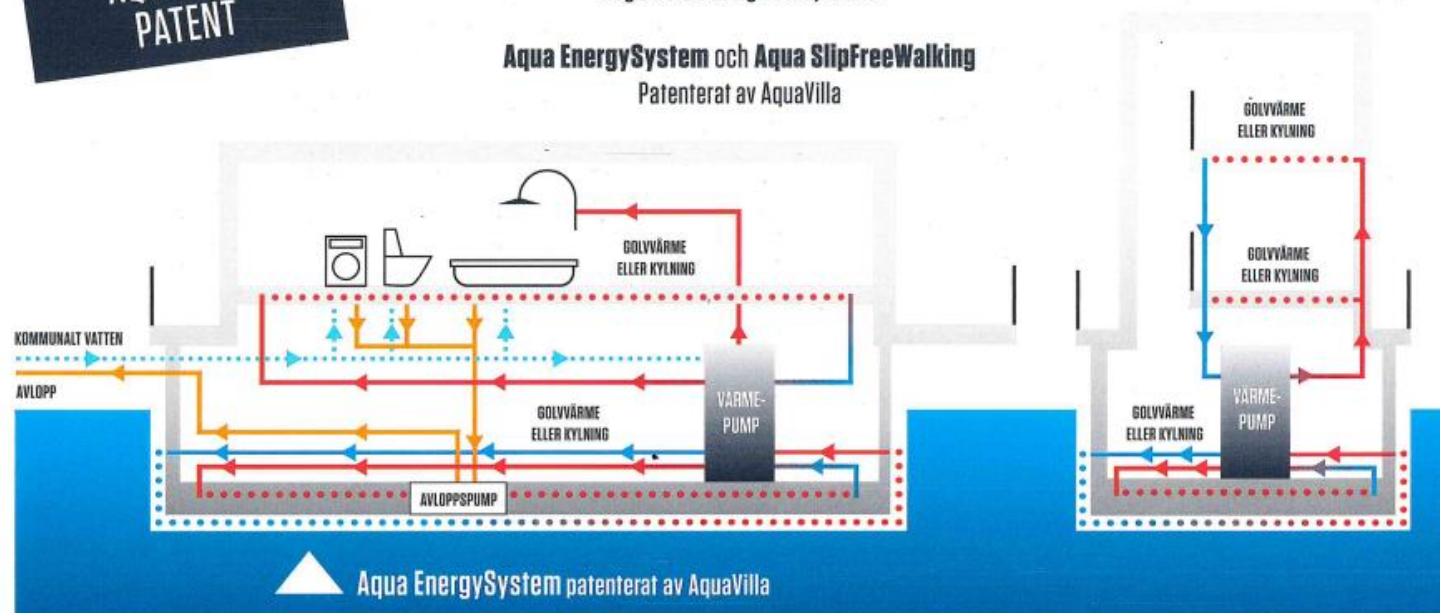 PATENT
Aqua EnergySystem och Aqua SlipFreeWalking
Patenterat av AquaVilla
GOLVVÄRME
ELLER KYLNING
GOLVVÄRME
ELLER KYLNING
GOLVVÄRME
ELLER KYLNING
KOMMUNALT VATTEN
AVLOPP
GOLVVÄRME
ELLER KYLNING
VÄRME-
PUMP
GOLVVÄRME
ELLER KYLNING
VÄRME-
PUMP
AVLOPPSPUMP
Aqua EnergySystem patenterat av AquaVilla